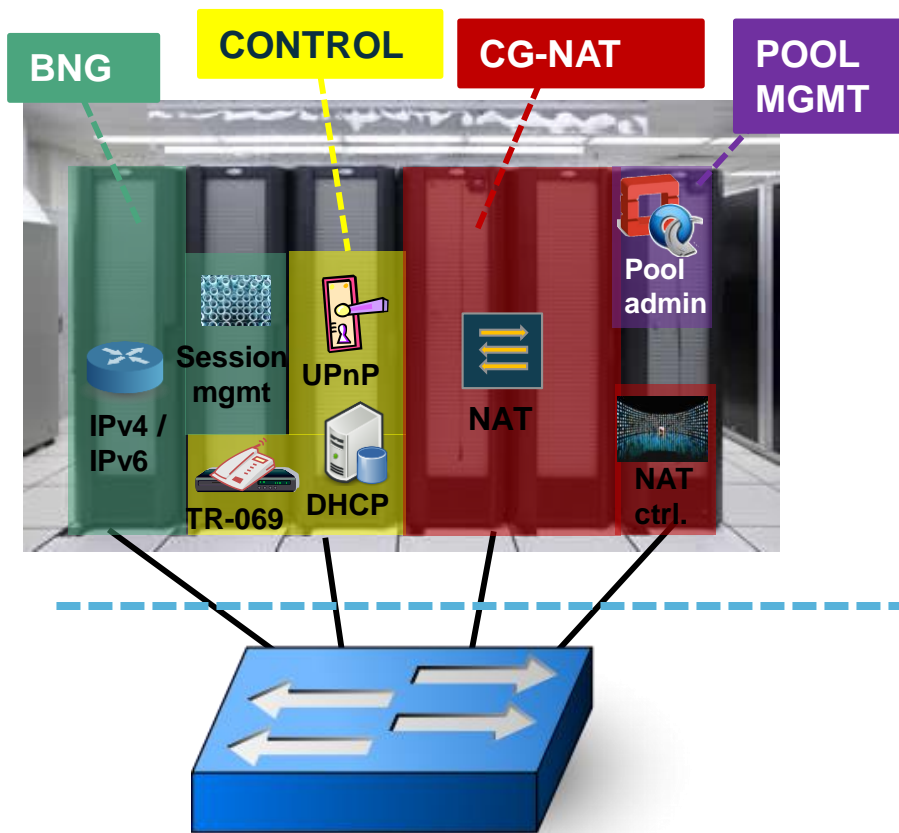 BNG
CONTROL
CG-NAT
POOL
MGMT
Pool
admin
Session
mgmt
UPnP
IPv4 /
IPv6
NAT
TR-069
DHCP
NAT
ctrl.